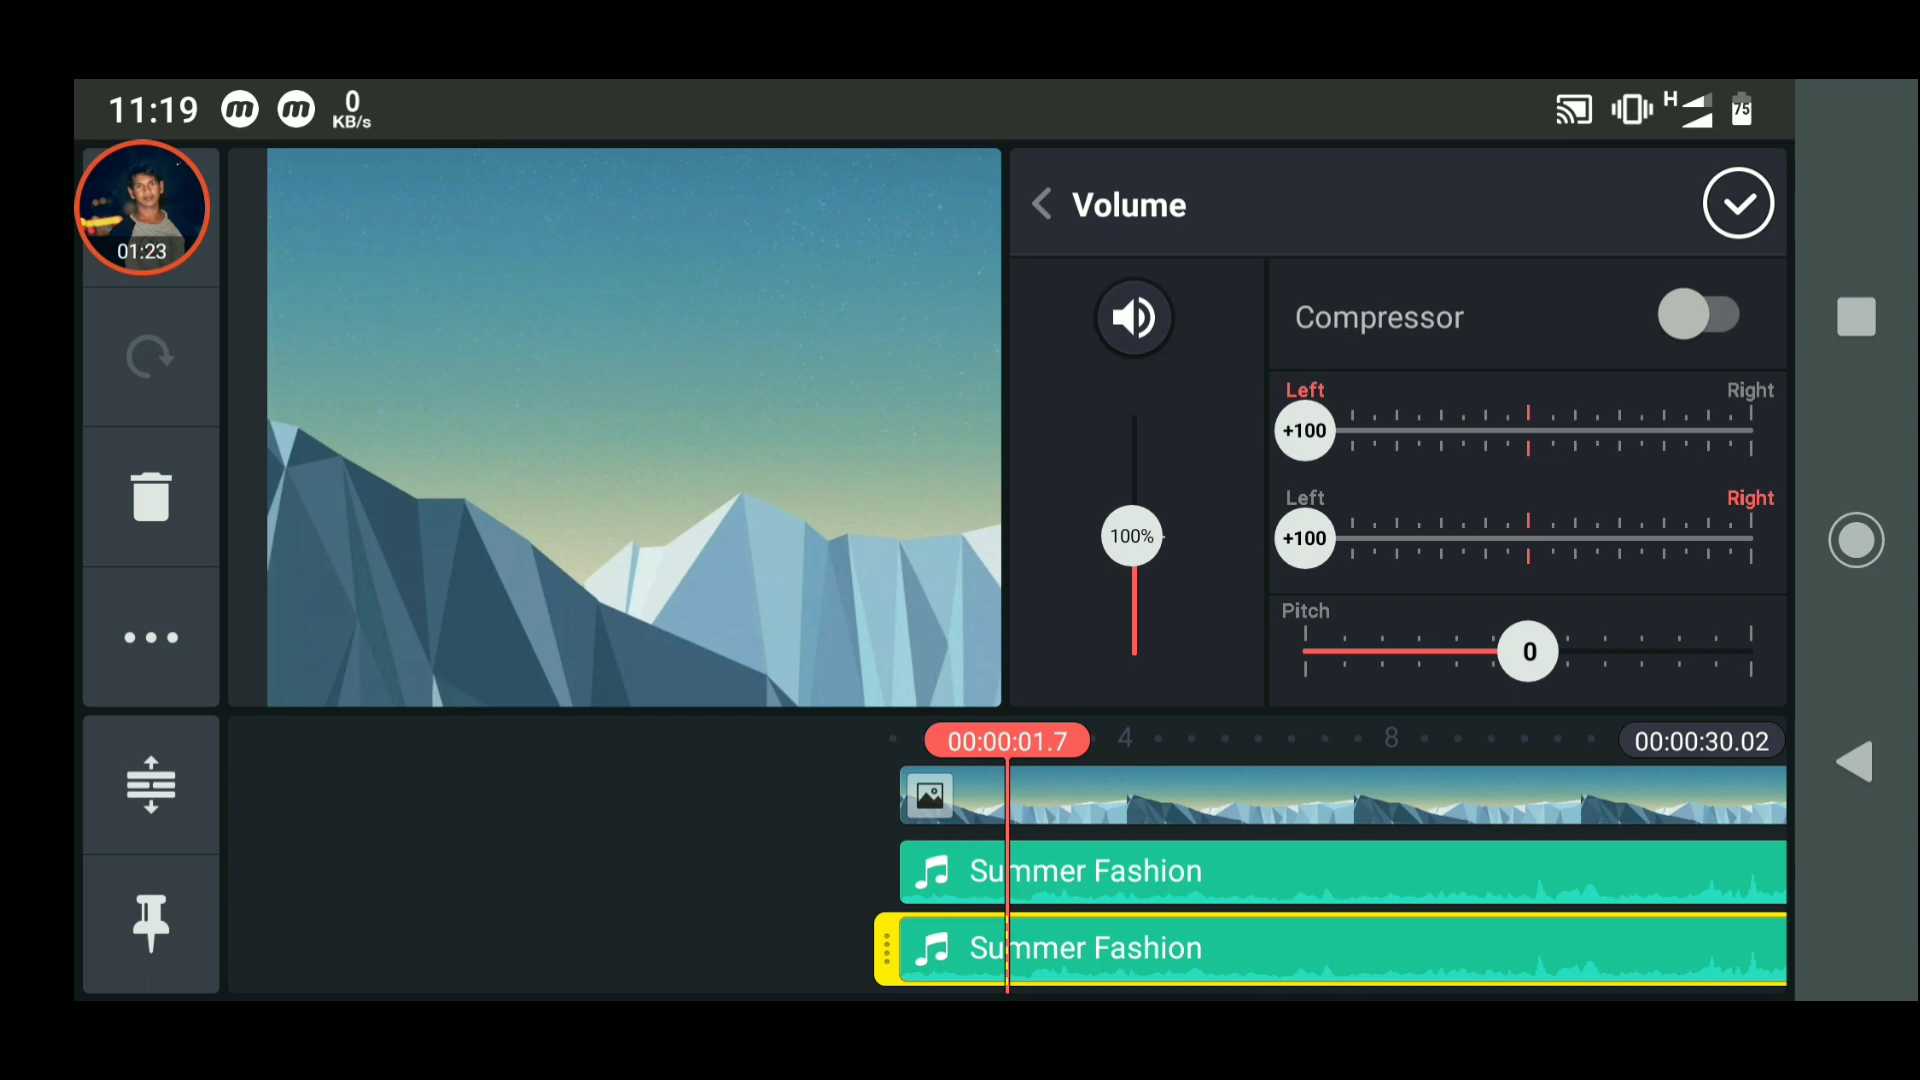 11:19 m m 0 KB/s H 75
01:23
Volume
Compressor
Left Right
+100
100%
Left Right
+100
Pitch
0
00:00:01.7 4 8 00:00:30.02
Summer Fashion
Summer Fashion